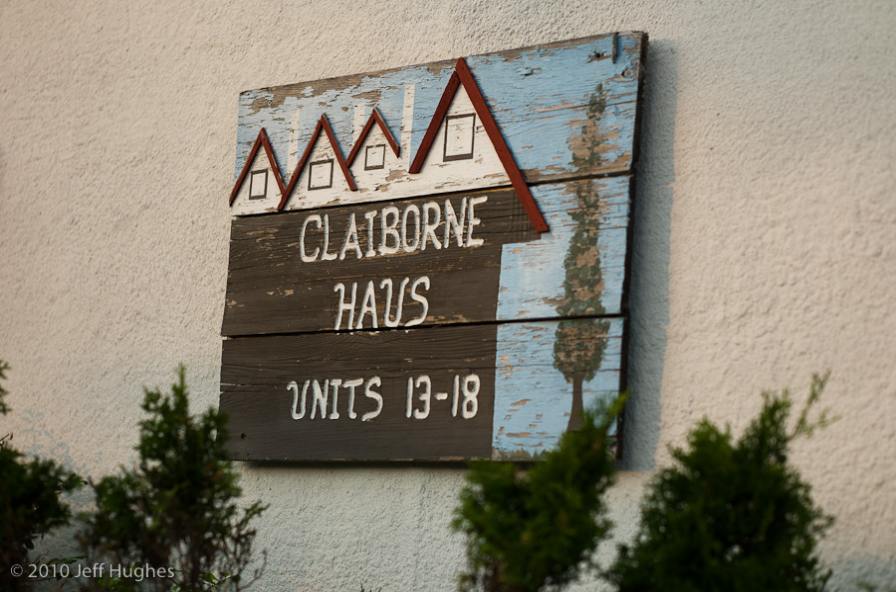 CLAIBORNE
HAUS
UNITS 13-18
© 2010 Jeff Hughes